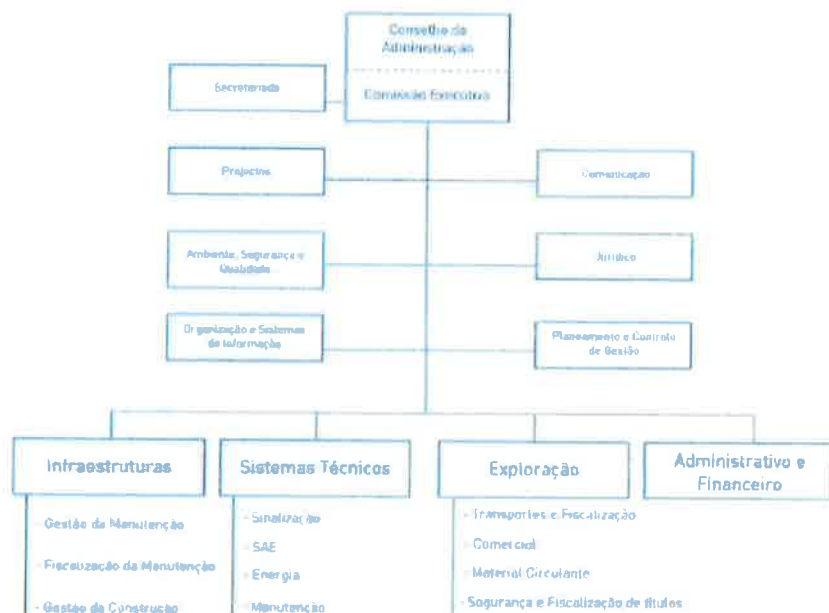 Conselho de
Administração
Comissão Executiva
Secretariado
Projectos
Comunicação
Ambiente, Segurança e
Qualidade
Jurídico
Organização e Sistemas
de Informação
Planeamento e Controlo
de Gestão
Infraestruturas
Sistemas Técnicos
Exploração
Administrativo e
Financeiro
- Gestão da Manutenção
- Fiscalização da Manutenção
- Gestão da Construção
- Sinalização
- SAE
- Energia
- Manutenção
- Transportes e Fiscalização
- Comercial
- Material Circulante
- Segurança e Fiscalização de títulos